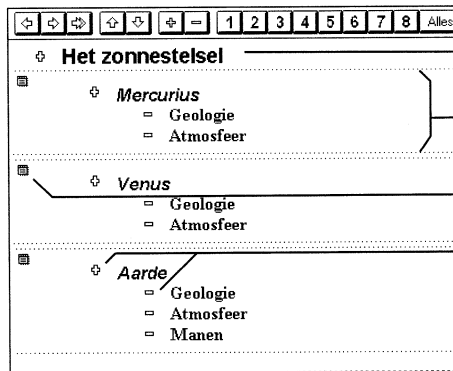 1 2 3 4 5 6 7 8 Alles
Het zonnestelsel
Mercurius
Geologie
Atmosfeer
Venus
Geologie
Atmosfeer
Aarde
Geologie
Atmosfeer
Manen